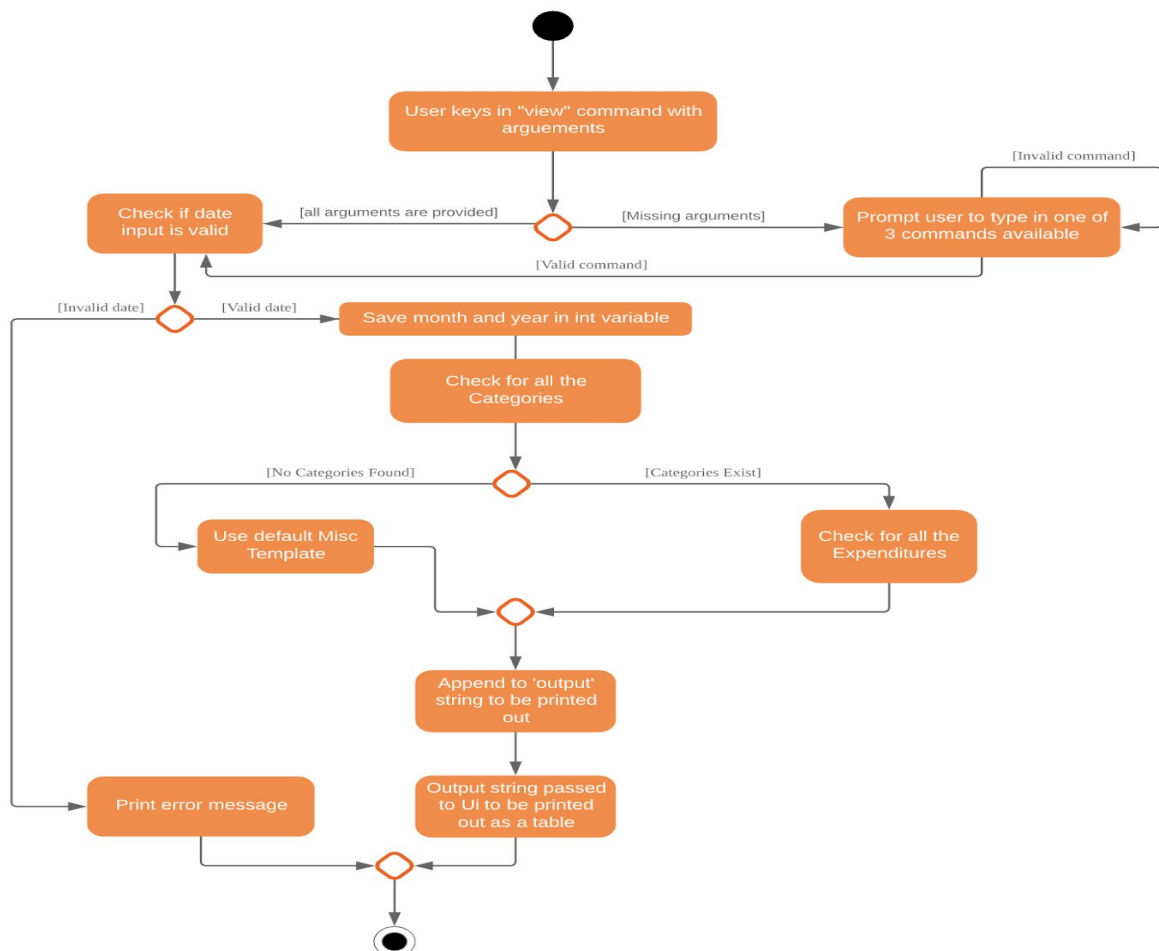 User keys in "view" command with
arguements
[Invalid command]
Check if date
input is valid
[all arguments are provided]
[Missing arguments]
Prompt user to type in one of
3 commands available
[Valid command]
[Invalid date]
[Valid date]
Save month and year in int variable
Check for all the
Categories
[No Categories Found]
[Categories Exist]
Use default Misc
Template
Check for all the
Expenditures
Append to 'output'
string to be printed
out
Print error message
Output string passed
to Ui to be printed
out as a table